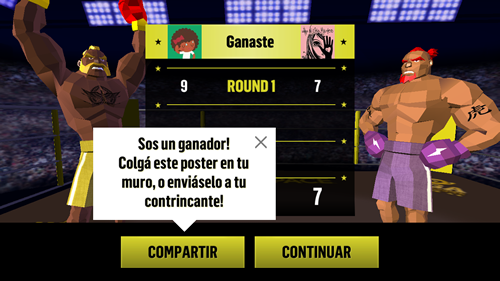 Ganaste
9 ROUND 1 7
Sos un ganador!
Colgá este poster en tu
muro, o enviáselo a tu
contrincante!
7
COMPARTIR CONTINUAR